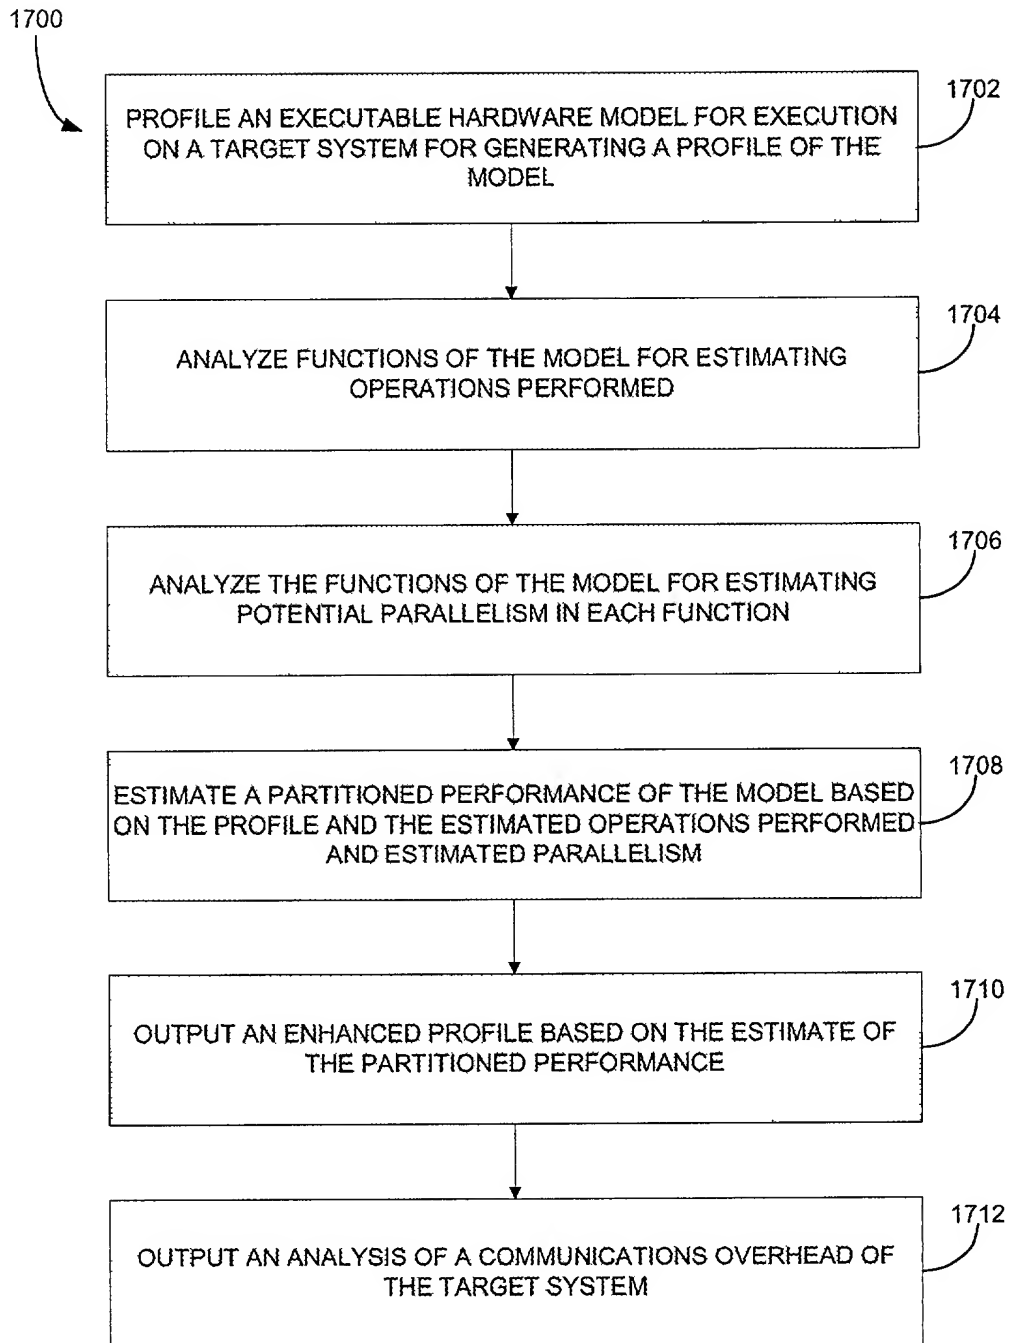 1700
1702
PROFILE AN EXECUTABLE HARDWARE MODEL FOR EXECUTION
ON A TARGET SYSTEM FOR GENERATING A PROFILE OF THE
MODEL
1704
ANALYZE FUNCTIONS OF THE MODEL FOR ESTIMATING
OPERATIONS PERFORMED
1706
ANALYZE THE FUNCTIONS OF THE MODEL FOR ESTIMATING
POTENTIAL PARALLELISM IN EACH FUNCTION
1708
ESTIMATE A PARTITIONED PERFORMANCE OF THE MODEL BASED
ON THE PROFILE AND THE ESTIMATED OPERATIONS PERFORMED
AND ESTIMATED PARALLELISM
1710
OUTPUT AN ENHANCED PROFILE BASED ON THE ESTIMATE OF
THE PARTITIONED PERFORMANCE
1712
OUTPUT AN ANALYSIS OF A COMMUNICATIONS OVERHEAD OF
THE TARGET SYSTEM